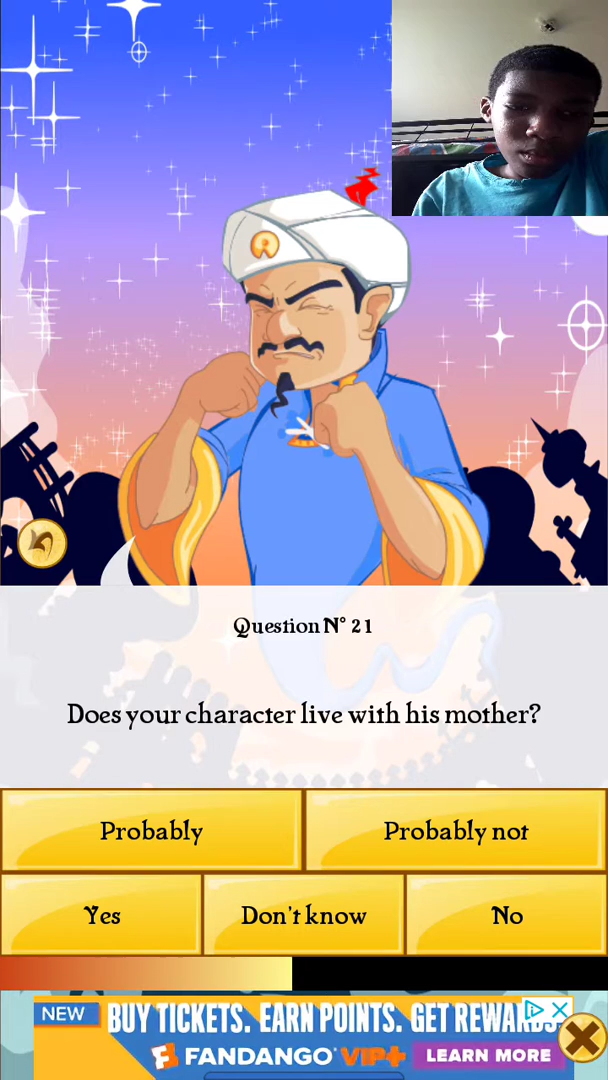 Question N° 21
Does your character live with his mother?
Probably
Probably not
Yes
Don't know
No
NEW
BUY TICKETS. EARN POINTS. GET REWARDS.
FANDANGO VIP+
LEARN MORE